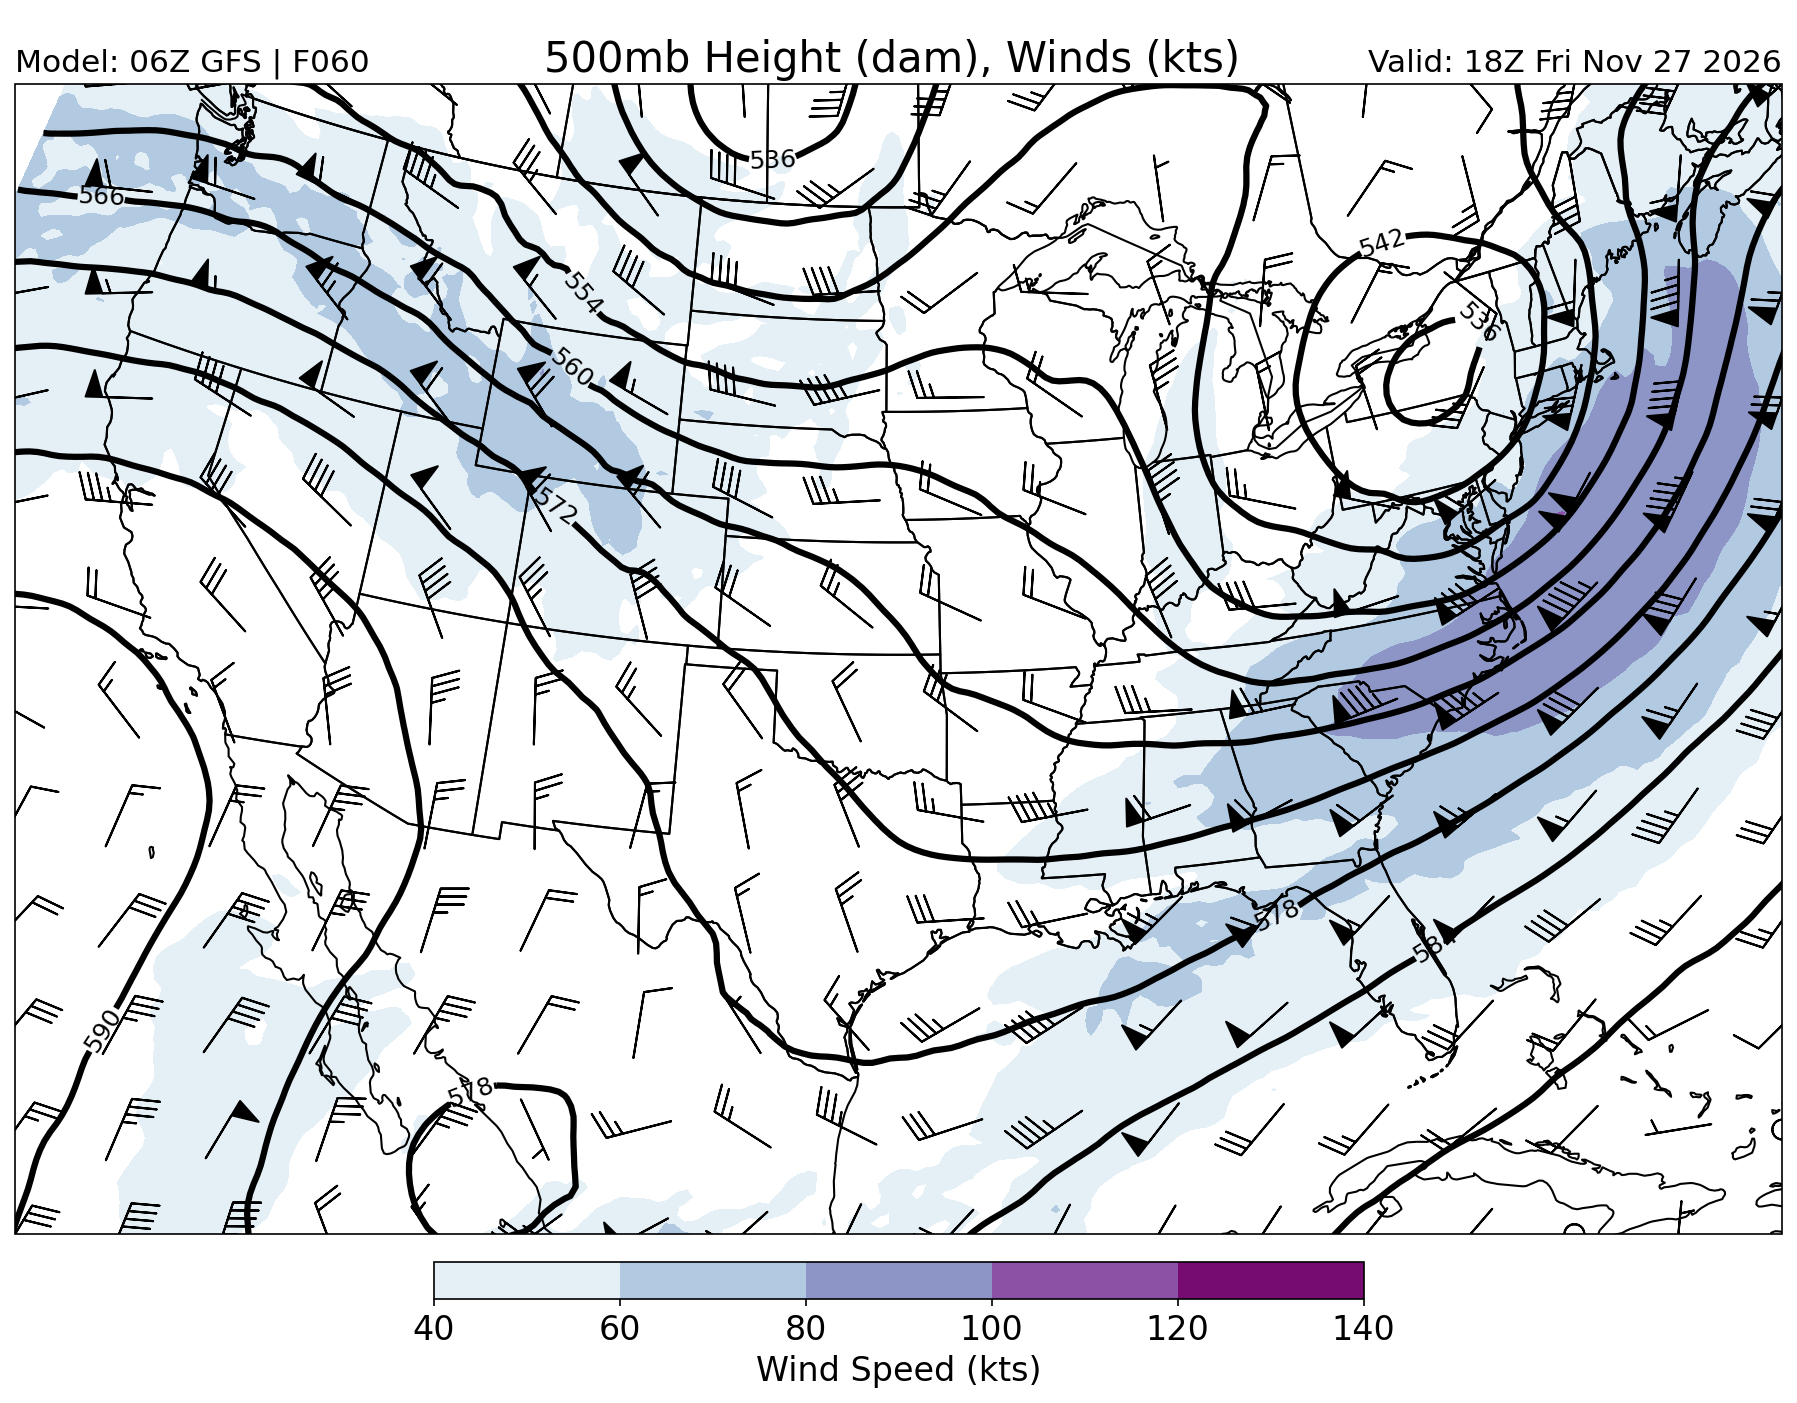 Model: 06Z GFS | F060
500mb Height (dam), Winds (kts)
Valid: 18Z Fri Nov 27 2026
536
566
542
554
536
560
572
578
58
590
578
40 60 80 100 120 140
Wind Speed (kts)